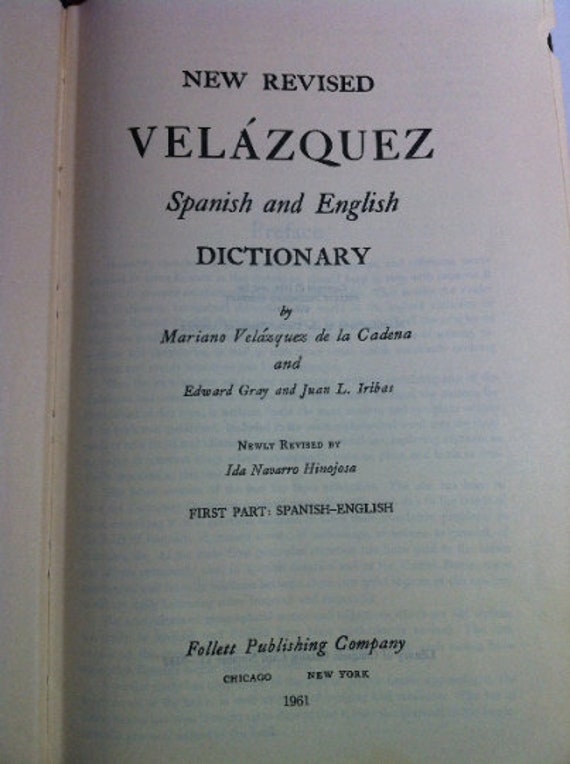 NEW REVISED
VELÁZQUEZ
Spanish and English
DICTIONARY
by
Mariano Velázquez de la Cadena
and
Edward Gray and Juan L. Iribas
NEWLY REVISED BY
Ida Navarro Hinojosa
FIRST PART: SPANISH–ENGLISH
Follett Publishing Company
CHICAGO NEW YORK
1961